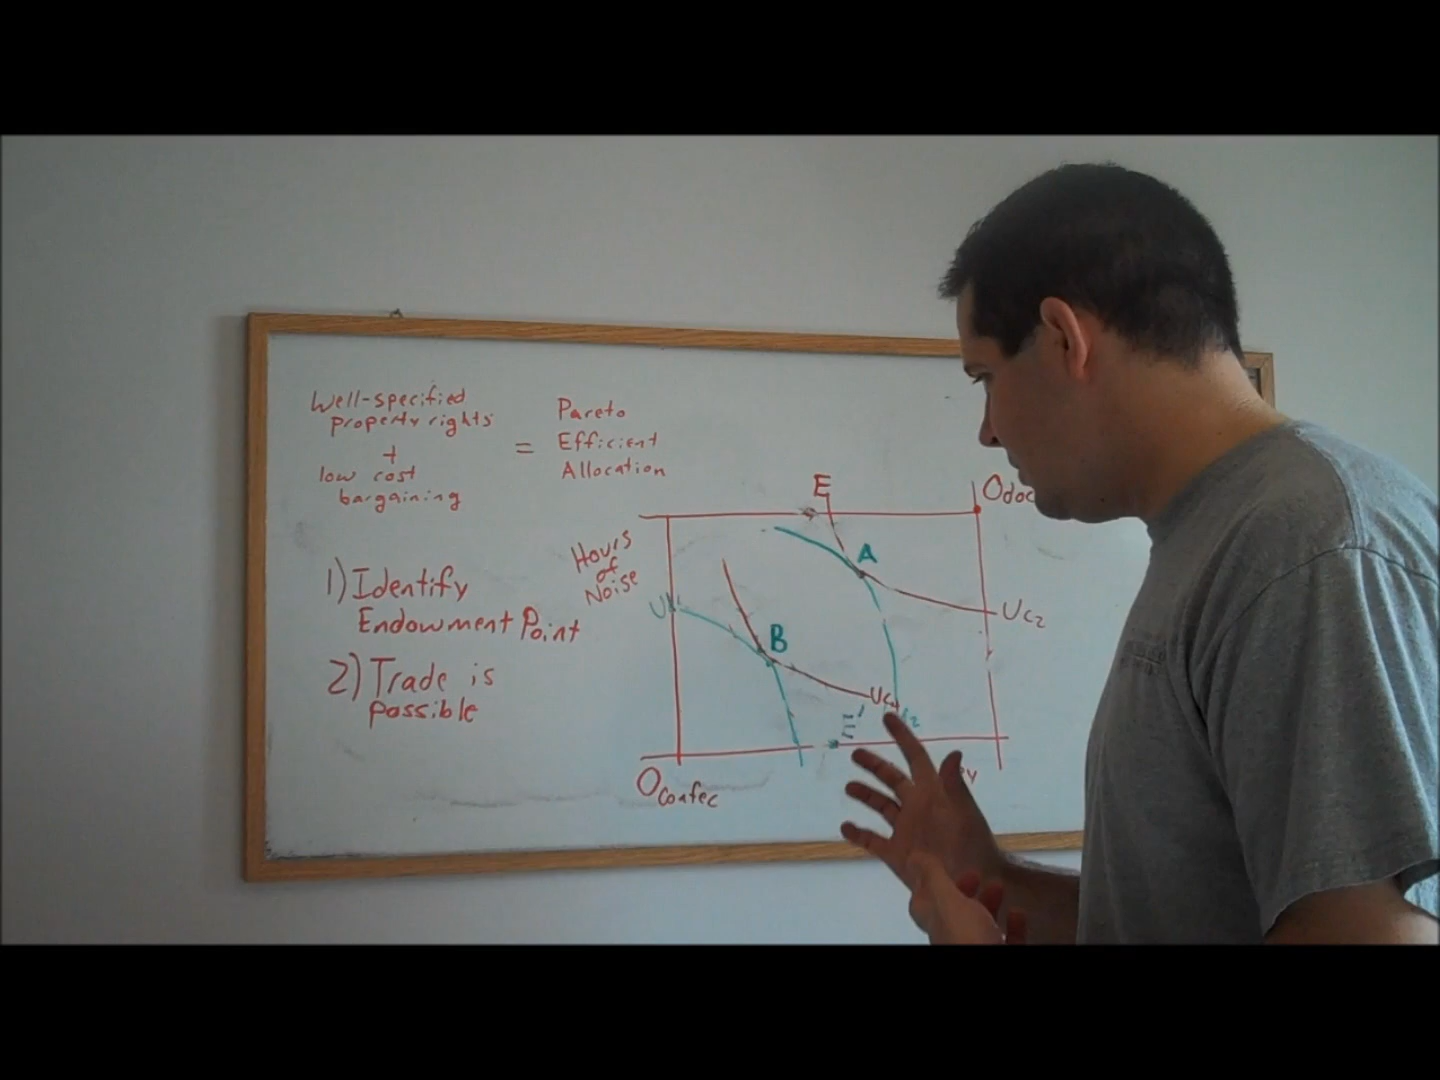 Well-specified
property rights
+
low cost
bargaining
=
Pareto
Efficient
Allocation
1) Identify
Endowment Point
2) Trade is
possible
Hours
of
Noise
E
Odoc
A
Uc2
B
E'
Oconfec